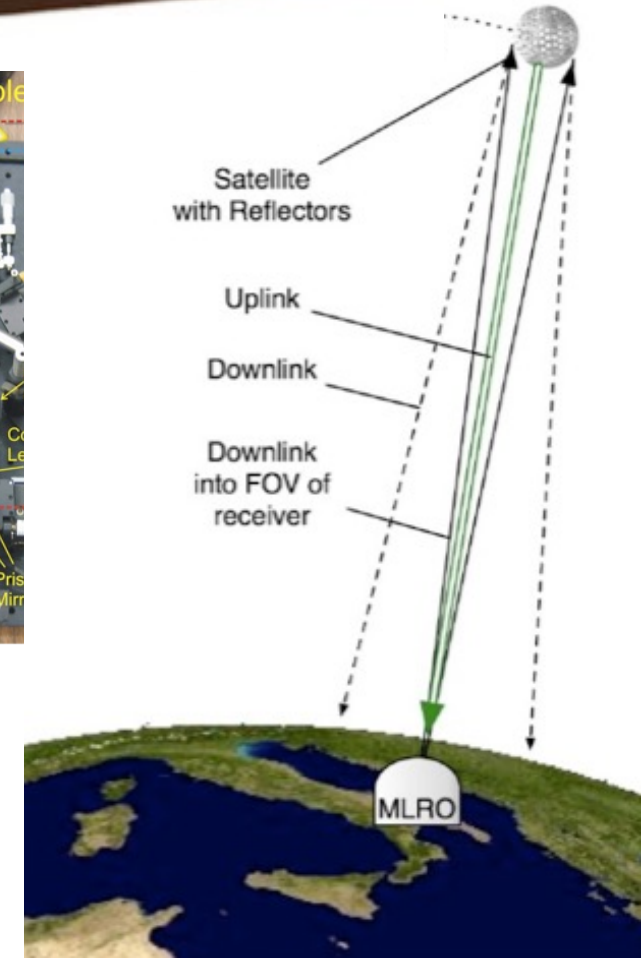 Satellite
with Reflectors
Uplink
Downlink
Downlink
into FOV of
receiver
MLRO